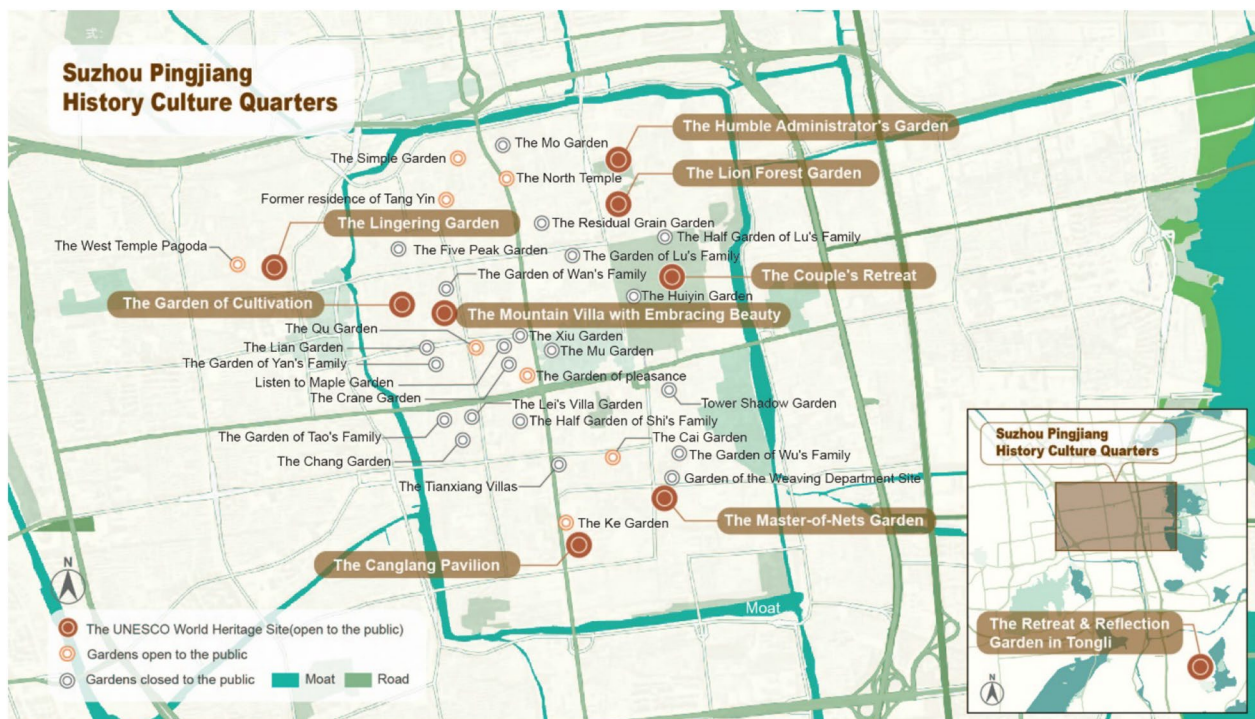 式:
Suzhou Pingjiang
History Culture Quarters
The Humble Administrator's Garden
The Mo Garden
The Simple Garden
The North Temple
The Lion Forest Garden
Former residence of Tang Yin
The Lingering Garden
The Residual Grain Garden
The Half Garden of Lu's Family
The West Temple Pagoda
The Five Peak Garden
The Garden of Lu's Family
The Garden of Wan's Family
The Couple's Retreat
The Huiyin Garden
The Garden of Cultivation
The Mountain Villa with Embracing Beauty
The Qu Garden
The Xiu Garden
The Lian Garden
The Mu Garden
The Garden of Yan's Family
Listen to Maple Garden
The Garden of pleasance
The Crane Garden
Tower Shadow Garden
The Lei's Villa Garden
The Half Garden of Shi's Family
The Garden of Tao's Family
The Cai Garden
The Chang Garden
The Garden of Wu's Family
The Tianxiang Villas
Garden of the Weaving Department Site
The Master-of-Nets Garden
The Ke Garden
The Canglang Pavilion
Moat
N
The UNESCO World Heritage Site(open to the public)
Gardens open to the public
Gardens closed to the public
Moat
Road
Suzhou Pingjiang
History Culture Quarters
The Retreat & Reflection
Garden in Tongli
N